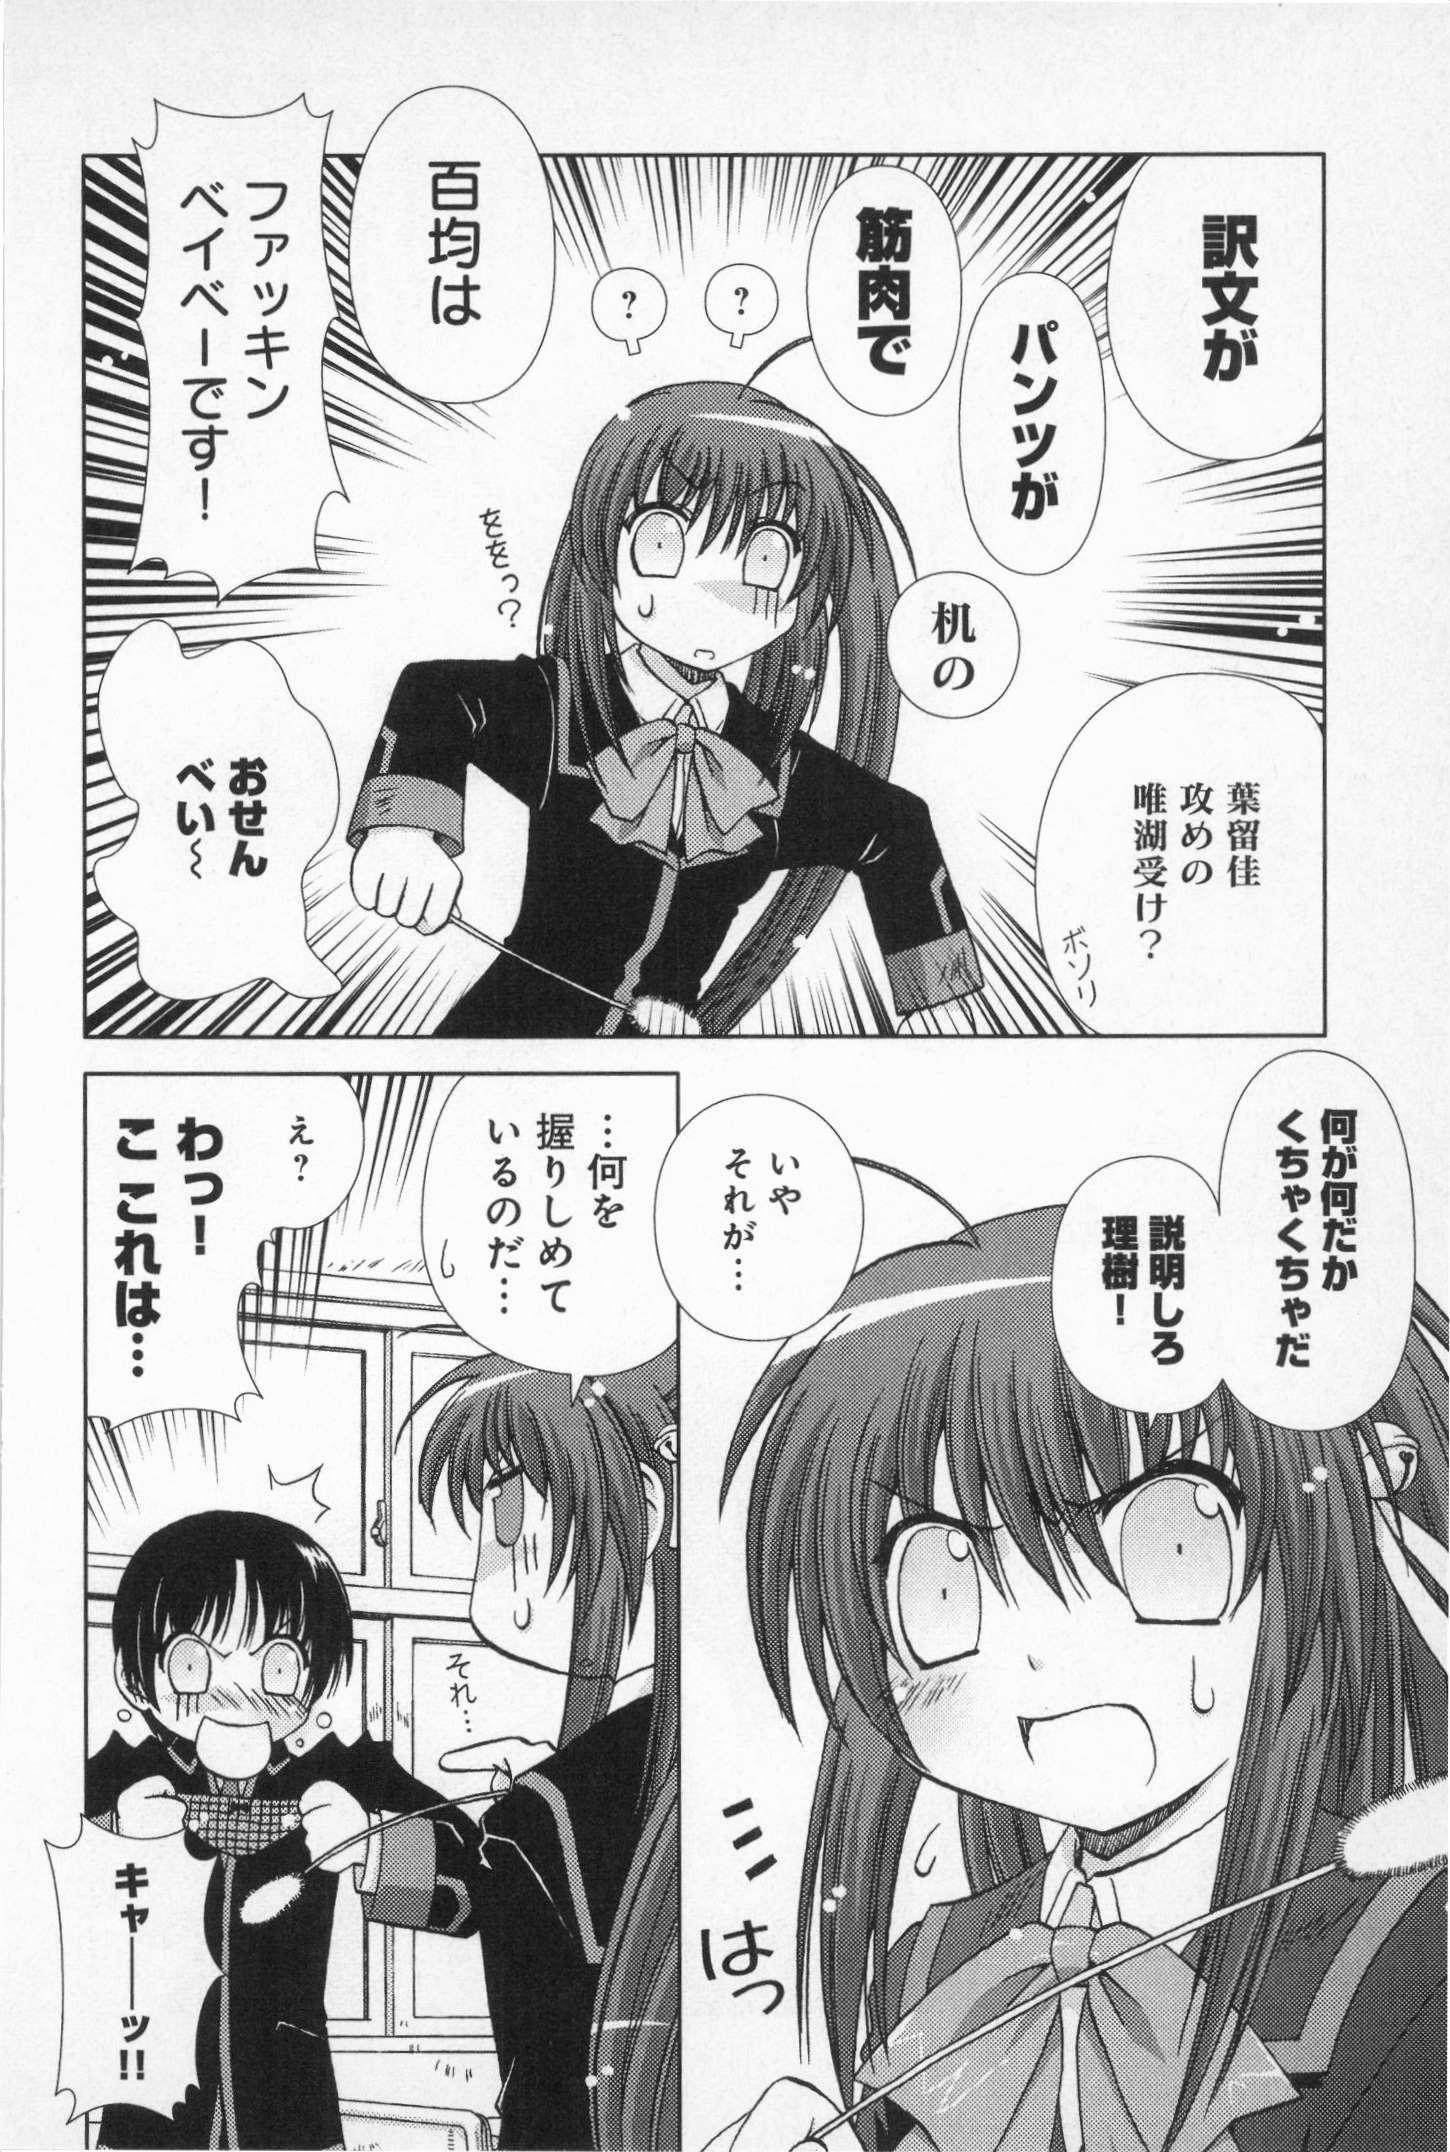 訳文が
パンツが
筋肉で
机の
?
?
百均は
ファッキン
ベイベーです！
ををっ？
葉留佳
攻めの
唯湖受け？
ボソリ
おせん
べい～
何が何だか
くちゃくちゃだ
説明しろ
理樹！
いや
それが…
はっ
…何を
握りしめて
いるのだ…
それ…
え？
わっ！
こ これは…
キャーーッ!!